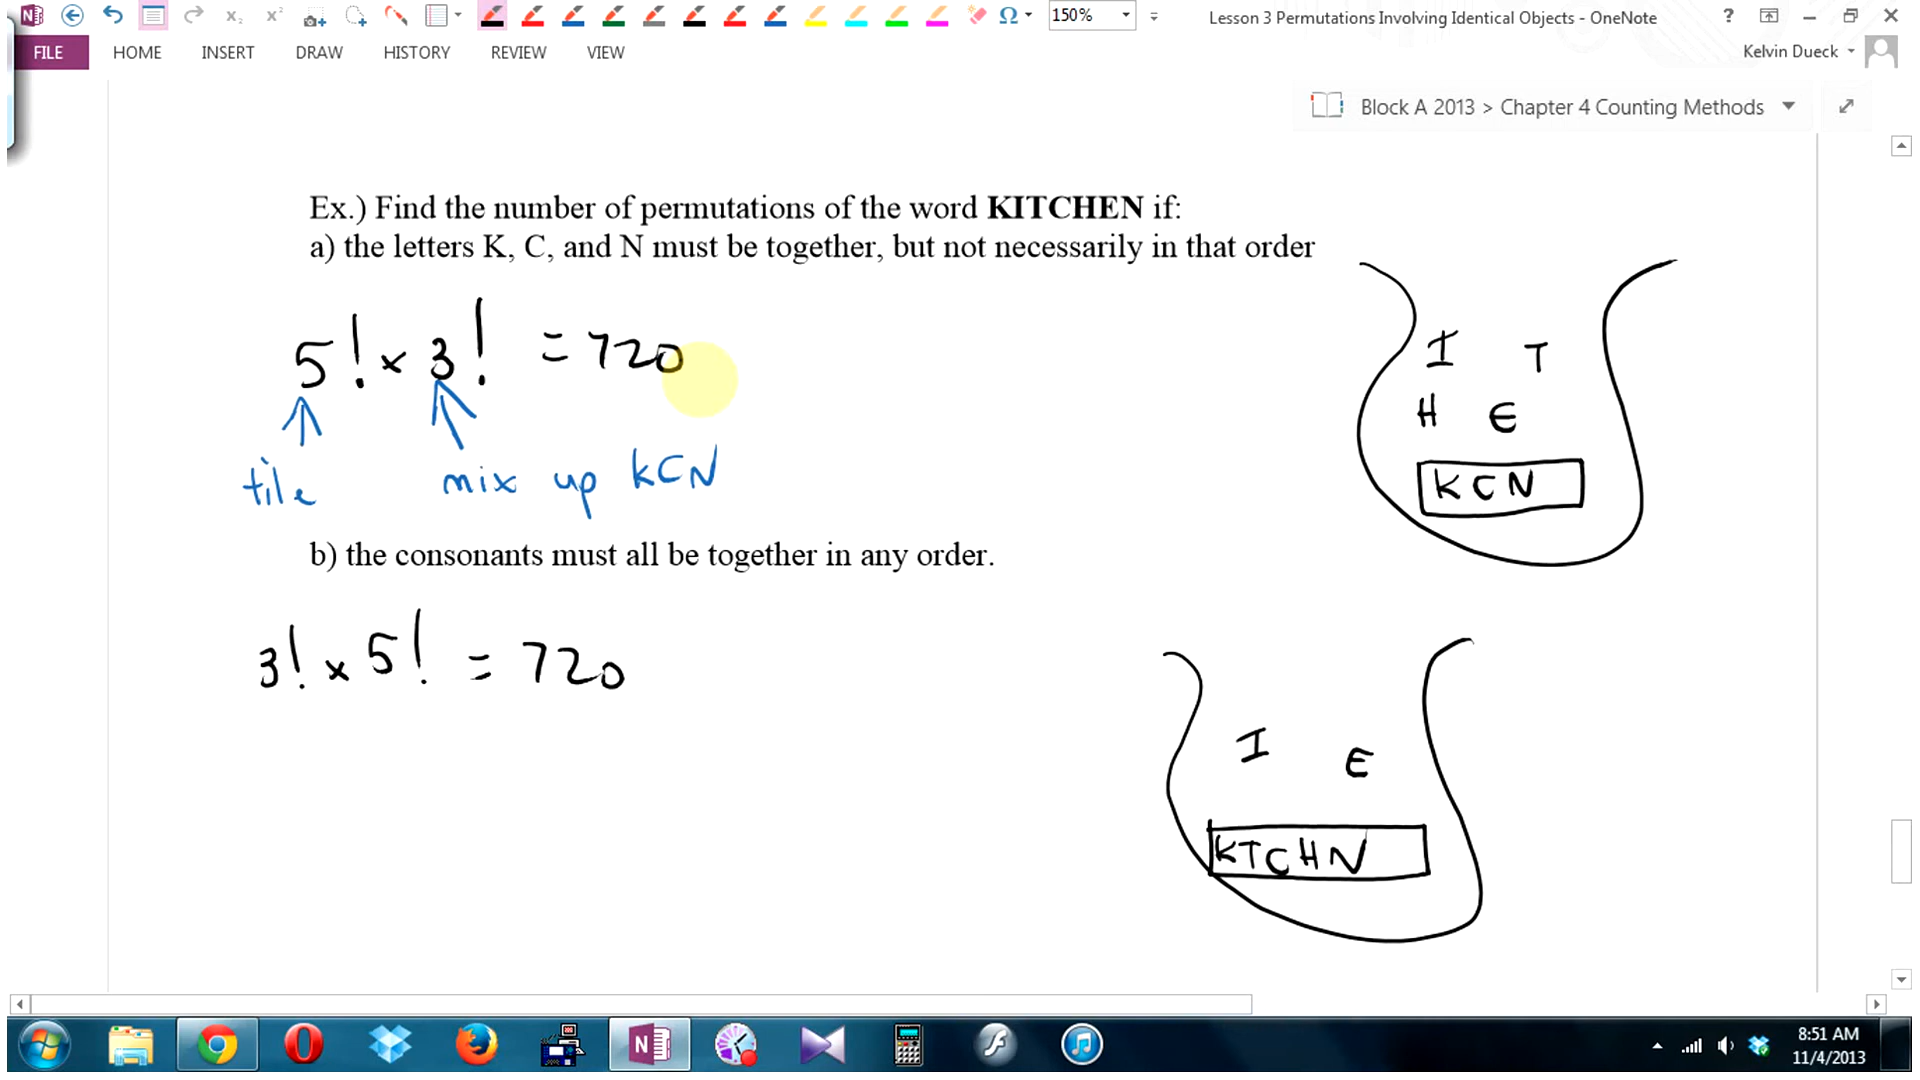 150%
Lesson 3 Permutations Involving Identical Objects - OneNote
FILE HOME INSERT DRAW HISTORY REVIEW VIEW
Kelvin Dueck
Block A 2013 > Chapter 4 Counting Methods
Ex.) Find the number of permutations of the word KITCHEN if:
a) the letters K, C, and N must be together, but not necessarily in that order
5! × 3! = 720
tile mix up KCN
I T
H E
KCN
b) the consonants must all be together in any order.
3! × 5! = 720
I E
KTCHN
8:51 AM
11/4/2013